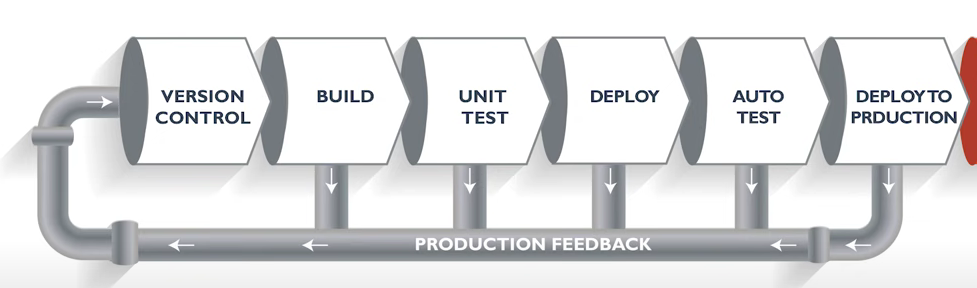 VERSION
CONTROL
BUILD
UNIT
TEST
DEPLOY
AUTO
TEST
DEPLOY TO
PRDUCTION
PRODUCTION FEEDBACK